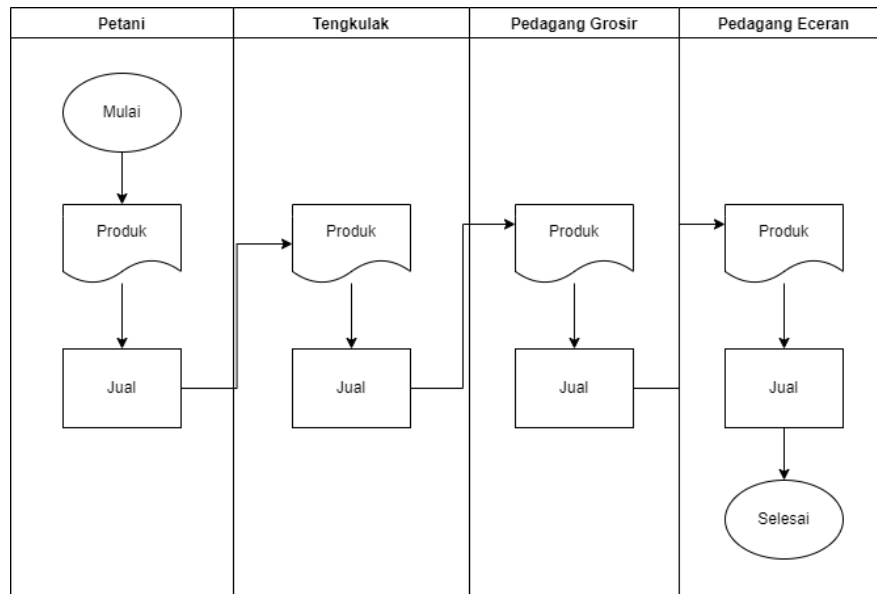 Petani
Tengkulak
Pedagang Grosir
Pedagang Eceran
Mulai
Produk
Produk
Produk
Produk
Jual
Jual
Jual
Jual
Selesai